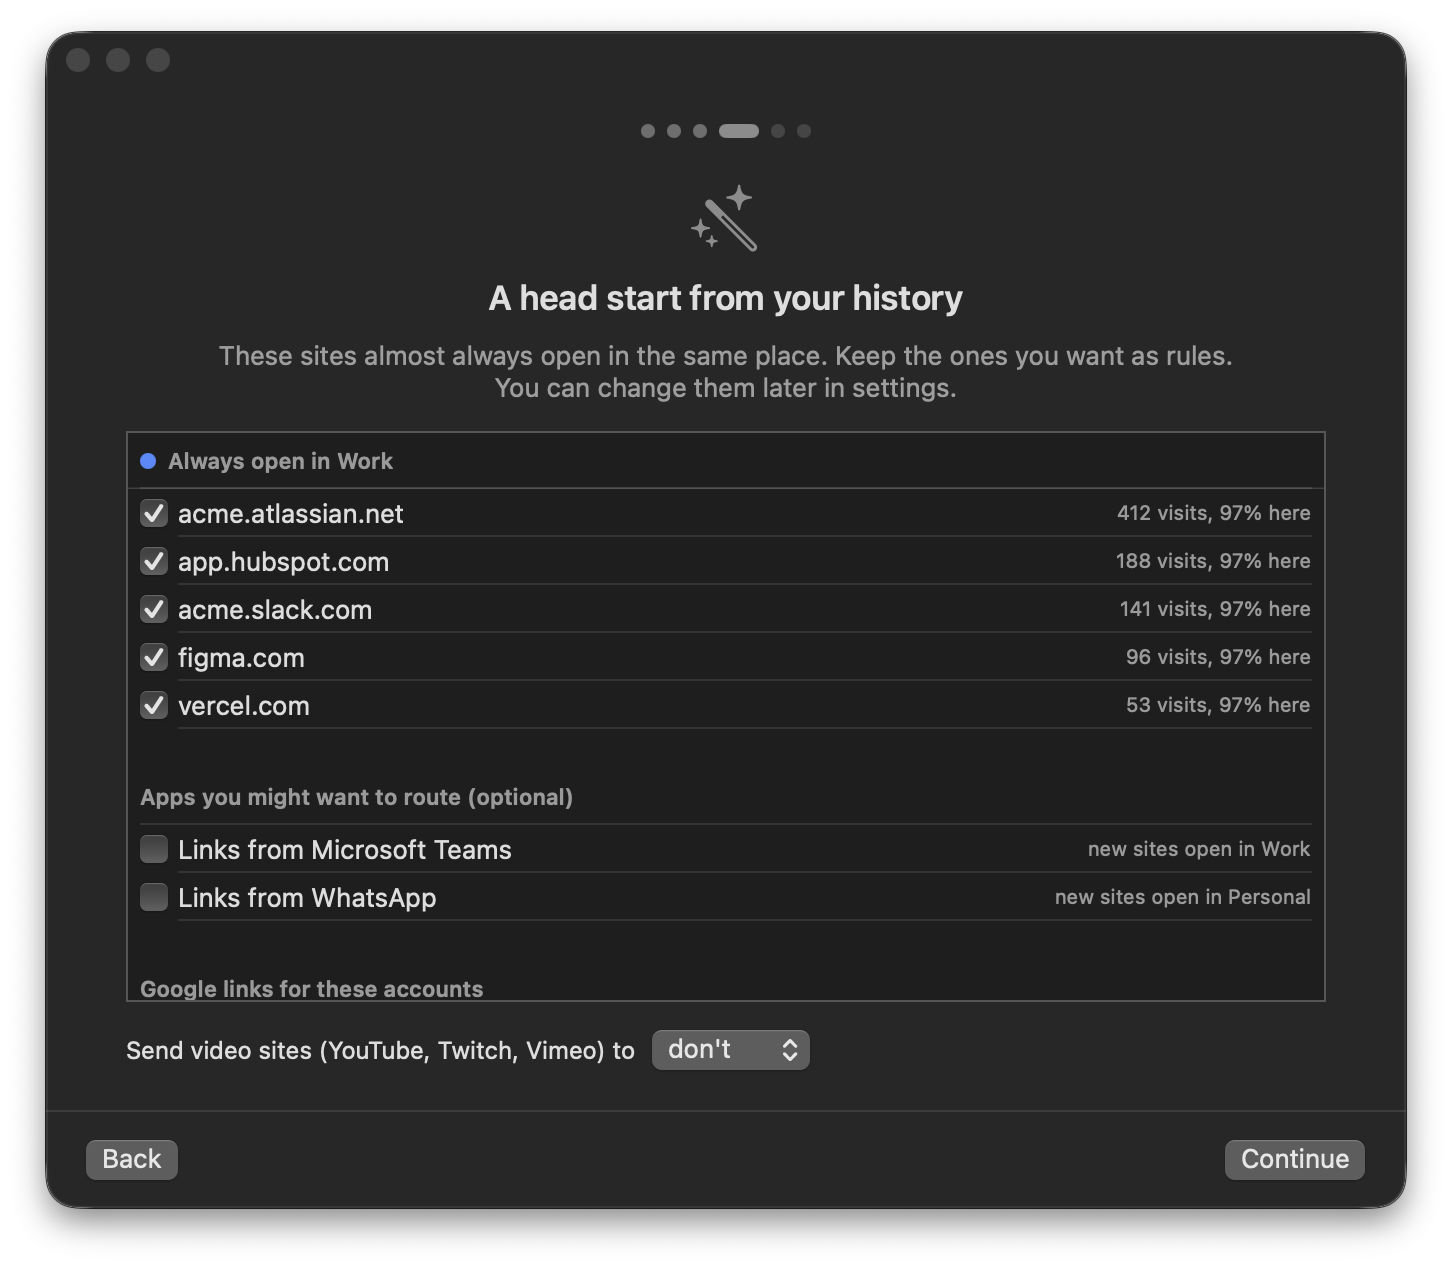 A head start from your history
These sites almost always open in the same place. Keep the ones you want as rules.
You can change them later in settings.
Always open in Work
acme.atlassian.net 412 visits, 97% here
app.hubspot.com 188 visits, 97% here
acme.slack.com 141 visits, 97% here
figma.com 96 visits, 97% here
vercel.com 53 visits, 97% here
Apps you might want to route (optional)
Links from Microsoft Teams new sites open in Work
Links from WhatsApp new sites open in Personal
Google links for these accounts
Send video sites (YouTube, Twitch, Vimeo) to don't
Back Continue